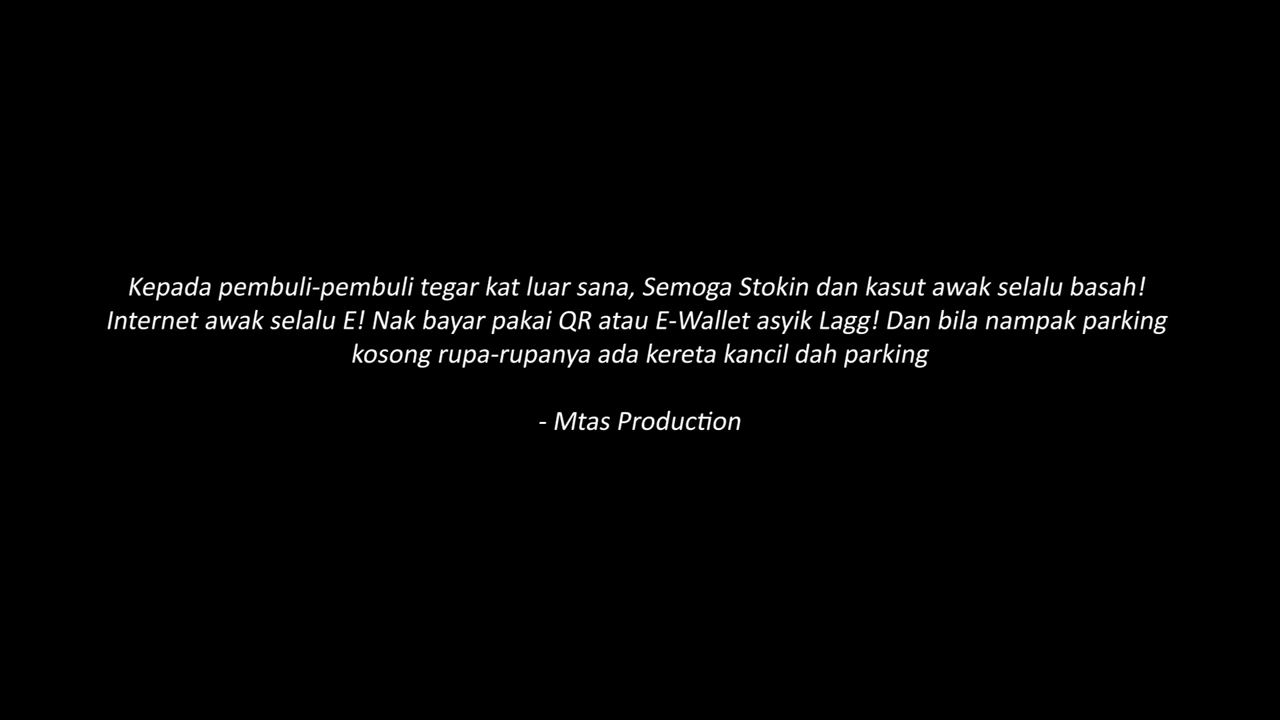 Kepada pembuli-pembuli tegar kat luar sana, Semoga Stokin dan kasut awak selalu basah!
Internet awak selalu E! Nak bayar pakai QR atau E-Wallet asyik Lagg! Dan bila nampak parking
kosong rupa-rupanya ada kereta kancil dah parking
- Mtas Production